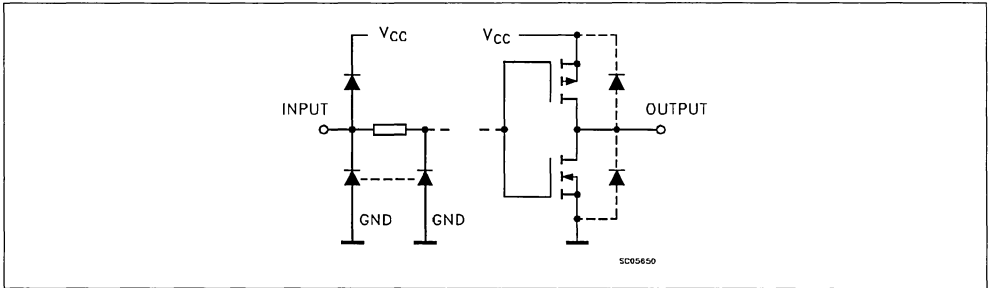 VCC
VCC
INPUT
OUTPUT
GND
GND
SC05650